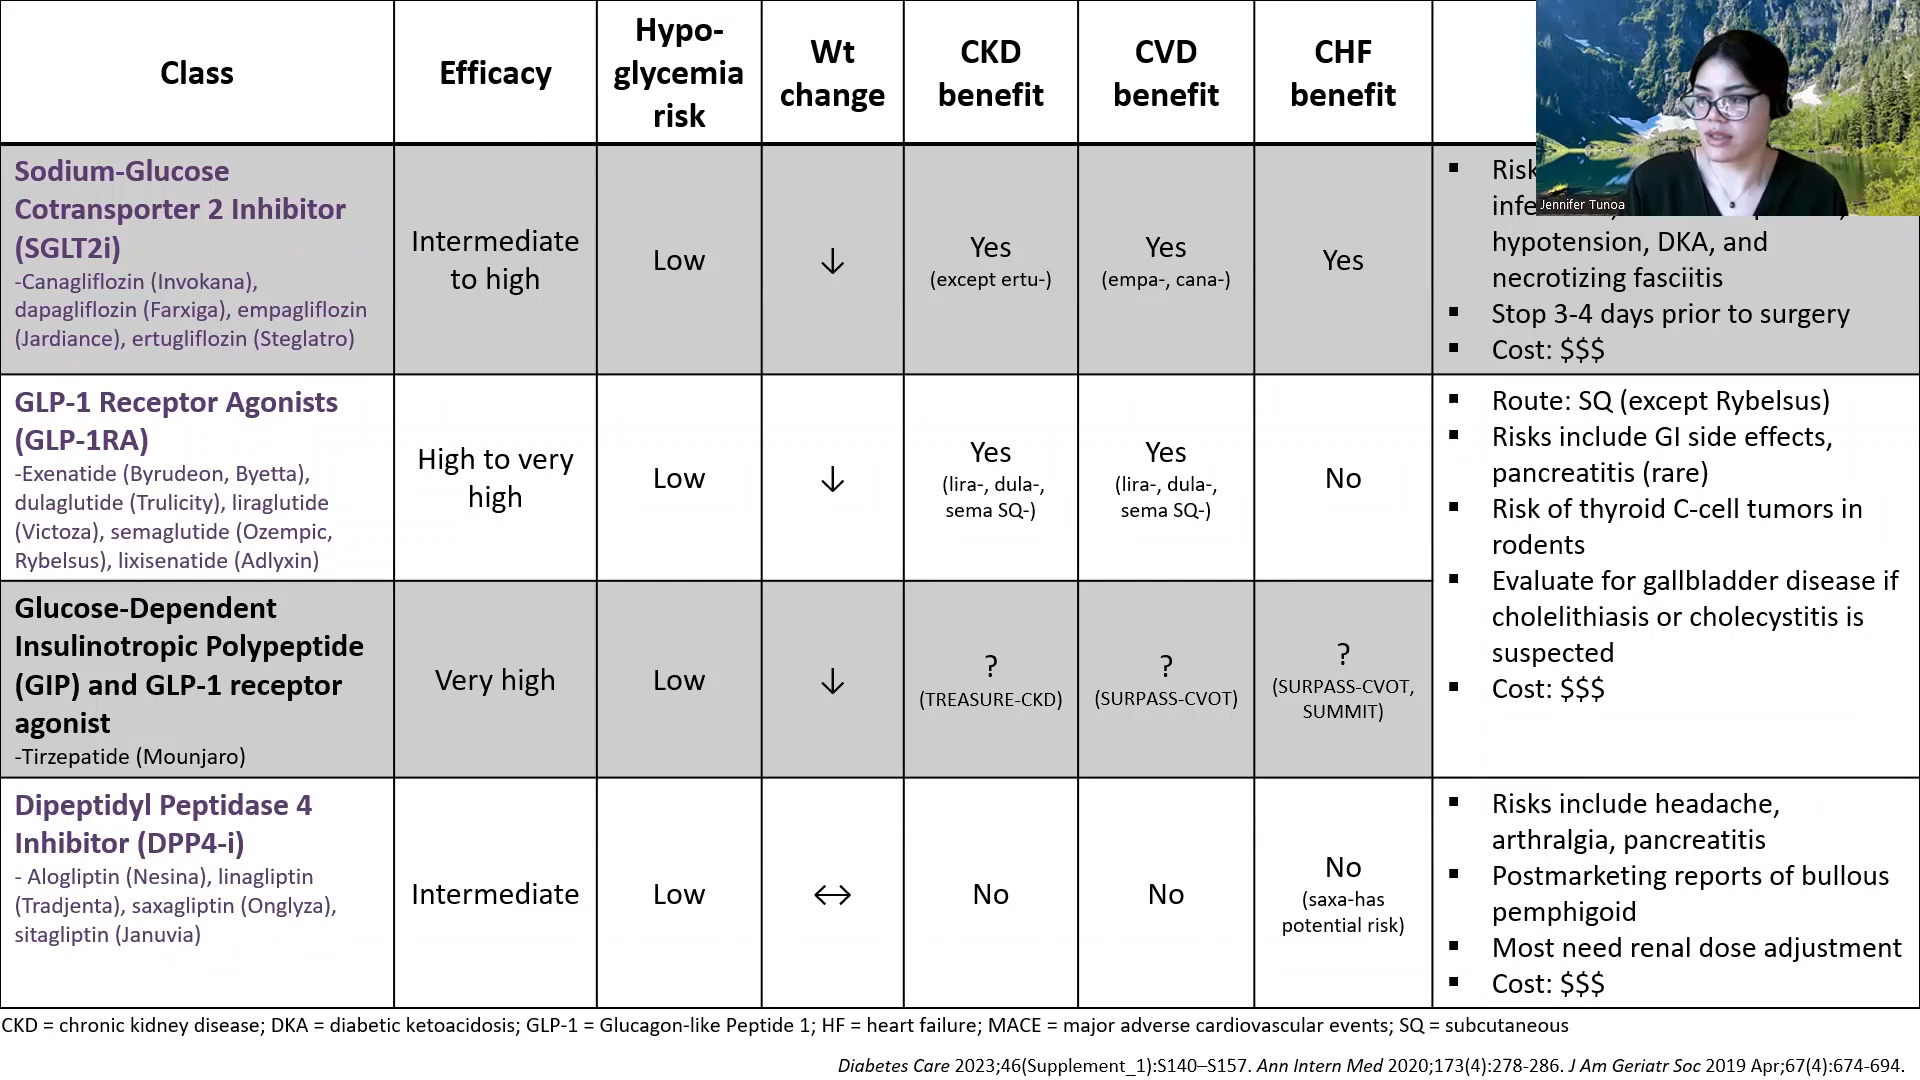 Class
Efficacy
Hypo-
glycemia
risk
Wt
change
CKD
benefit
CVD
benefit
CHF
benefit
Jennifer Tunoa
Sodium-Glucose
Cotransporter 2 Inhibitor
(SGLT2i)
-Canagliflozin (Invokana),
dapagliflozin (Farxiga), empagliflozin
(Jardiance), ertugliflozin (Steglatro)
Intermediate
to high
Low
↓
Yes
(except ertu-)
Yes
(empa-, cana-)
Yes
▪ Risk
hypotension, DKA, and
necrotizing fasciitis
▪ Stop 3-4 days prior to surgery
▪ Cost: $$$
GLP-1 Receptor Agonists
(GLP-1RA)
-Exenatide (Byrudeon, Byetta),
dulaglutide (Trulicity), liraglutide
(Victoza), semaglutide (Ozempic,
Rybelsus), lixisenatide (Adlyxin)
High to very
high
Low
↓
Yes
(lira-, dula-,
sema SQ-)
Yes
(lira-, dula-,
sema SQ-)
No
▪ Route: SQ (except Rybelsus)
▪ Risks include GI side effects,
pancreatitis (rare)
▪ Risk of thyroid C-cell tumors in
rodents
▪ Evaluate for gallbladder disease if
cholelithiasis or cholecystitis is
suspected
▪ Cost: $$$
Glucose-Dependent
Insulinotropic Polypeptide
(GIP) and GLP-1 receptor
agonist
-Tirzepatide (Mounjaro)
Very high
Low
↓
?
(TREASURE-CKD)
?
(SURPASS-CVOT)
?
(SURPASS-CVOT,
SUMMIT)
Dipeptidyl Peptidase 4
Inhibitor (DPP4-i)
- Alogliptin (Nesina), linagliptin
(Tradjenta), saxagliptin (Onglyza),
sitagliptin (Januvia)
Intermediate
Low
↔
No
No
No
(saxa-has
potential risk)
▪ Risks include headache,
arthralgia, pancreatitis
▪ Postmarketing reports of bullous
pemphigoid
▪ Most need renal dose adjustment
▪ Cost: $$$
CKD = chronic kidney disease; DKA = diabetic ketoacidosis; GLP-1 = Glucagon-like Peptide 1; HF = heart failure; MACE = major adverse cardiovascular events; SQ = subcutaneous
Diabetes Care 2023;46(Supplement_1):S140–S157. Ann Intern Med 2020;173(4):278-286. J Am Geriatr Soc 2019 Apr;67(4):674-694.